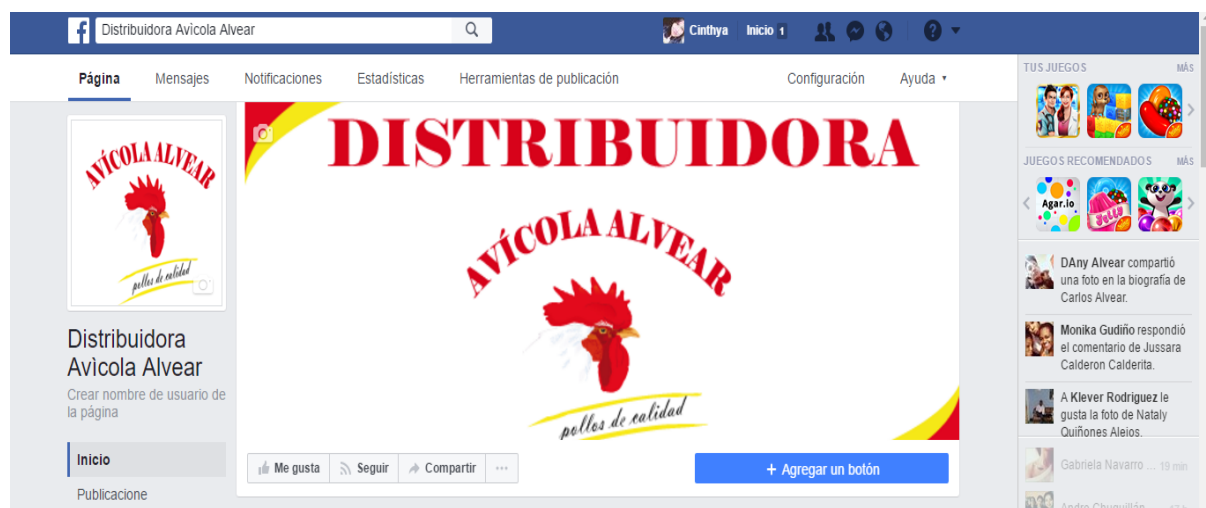 Distribuidora Avìcola Alvear
Cinthya Inicio 1
Página Mensajes Notificaciones Estadísticas Herramientas de publicación Configuración Ayuda
AVÍCOLA ALVEAR
pollos de calidad
Distribuidora
Avìcola Alvear
Crear nombre de usuario de
la página
Inicio
Publicacione
DISTRIBUIDORA
AVÍCOLA ALVEAR
pollos de calidad
Me gusta Seguir Compartir ...
+ Agregar un botón
TUS JUEGOS MÁS
JUEGOS RECOMENDADOS MÁS
Agar.io
JELLY
DAny Alvear compartió
una foto en la biografía de
Carlos Alvear.
Monika Gudiño respondió
el comentario de Jussara
Calderon Calderita.
A Klever Rodriguez le
gusta la foto de Nataly
Quiñones Alejos.
Gabriela Navarro ... 19 min